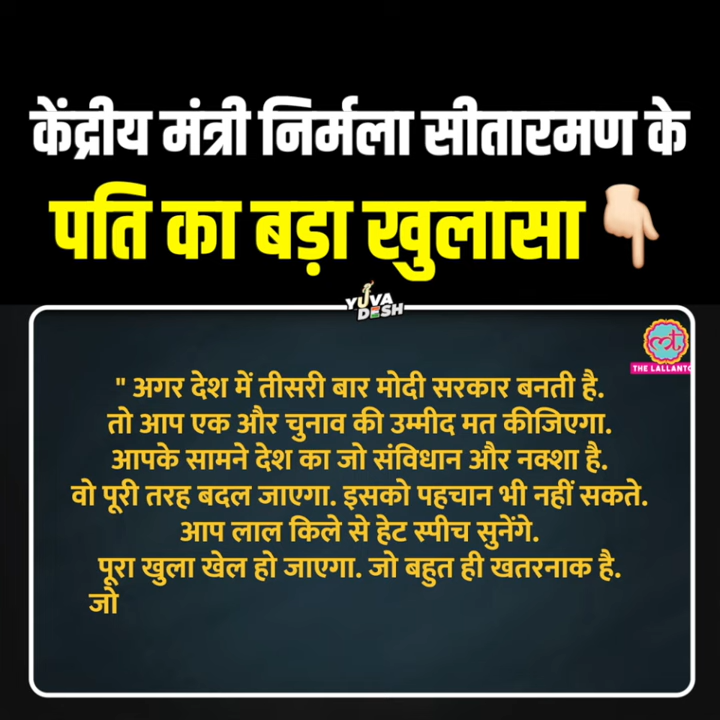 केंद्रीय मंत्री निर्मला सीतारमण के
पति का बड़ा खुलासा
YUVA
DESH
THE LALLANTO
" अगर देश में तीसरी बार मोदी सरकार बनती है.
तो आप एक और चुनाव की उम्मीद मत कीजिएगा.
आपके सामने देश का जो संविधान और नक्शा है.
वो पूरी तरह बदल जाएगा. इसको पहचान भी नहीं सकते.
आप लाल किले से हेट स्पीच सुनेंगे.
पूरा खुला खेल हो जाएगा. जो बहुत ही खतरनाक है.
जो